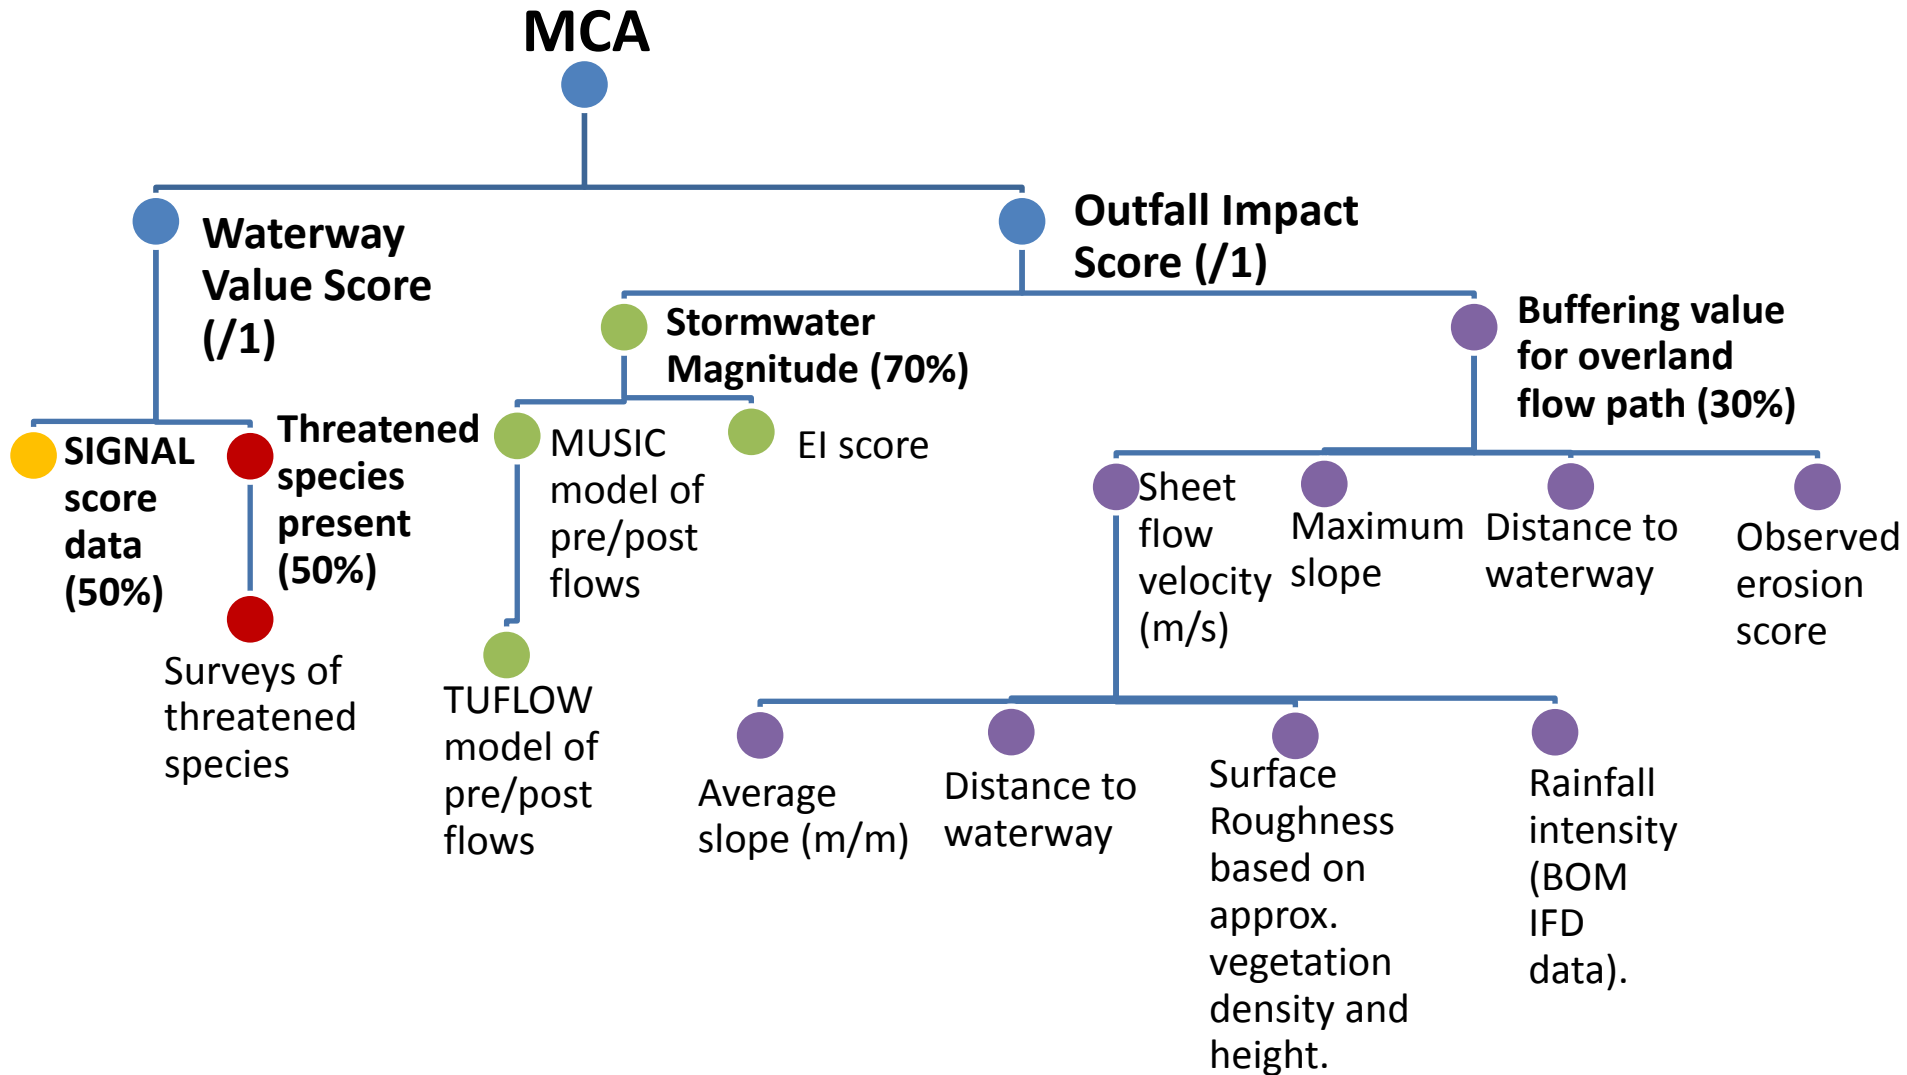 MCA
Waterway
Value Score
(/1)
Outfall Impact
Score (/1)
Stormwater
Magnitude (70%)
Buffering value
for overland
flow path (30%)
SIGNAL
score
data
(50%)
Threatened
species
present
(50%)
MUSIC
model of
pre/post
flows
EI score
Sheet
flow
velocity
(m/s)
Maximum
slope
Distance to
waterway
Observed
erosion
score
Surveys of
threatened
species
TUFLOW
model of
pre/post
flows
Average
slope (m/m)
Distance to
waterway
Surface
Roughness
based on
approx.
vegetation
density and
height.
Rainfall
intensity
(BOM
IFD
data).